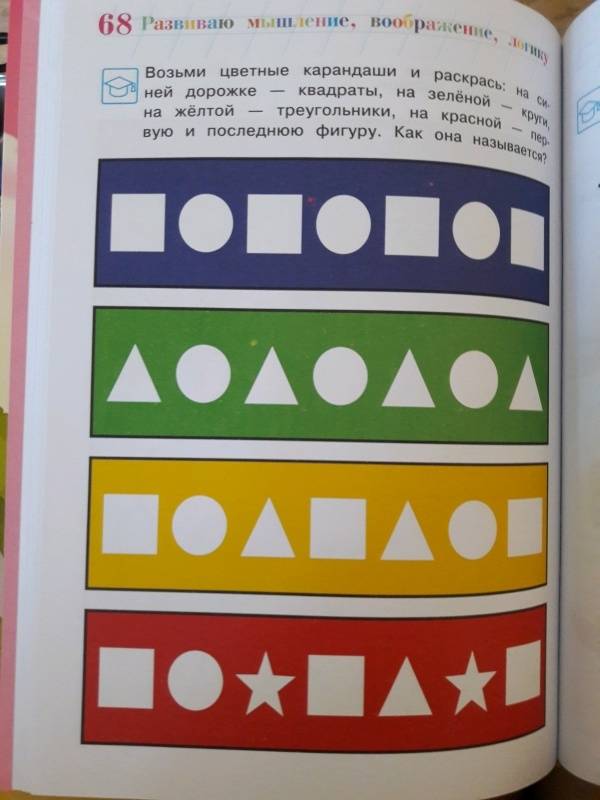 68 Развиваю мышление, воображение, логику
Возьми цветные карандаши и раскрась: на си-
ней дорожке — квадраты, на зелёной — круги,
на жёлтой — треугольники, на красной — пер-
вую и последнюю фигуру. Как она называется?